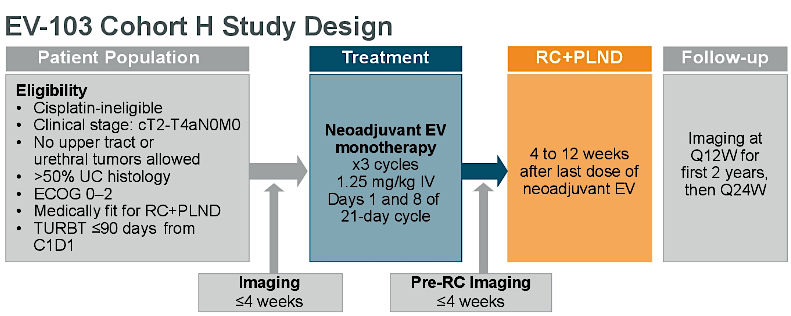 EV-103 Cohort H Study Design
Patient Population
Eligibility
• Cisplatin-ineligible
• Clinical stage: cT2-T4aN0M0
• No upper tract or
urethral tumors allowed
• >50% UC histology
• ECOG 0–2
• Medically fit for RC+PLND
• TURBT ≤90 days from
C1D1
Imaging
≤4 weeks
Treatment
Neoadjuvant EV
monotherapy
x3 cycles
1.25 mg/kg IV
Days 1 and 8 of
21-day cycle
Pre-RC Imaging
≤4 weeks
RC+PLND
4 to 12 weeks
after last dose of
neoadjuvant EV
Follow-up
Imaging at
Q12W for
first 2 years,
then Q24W